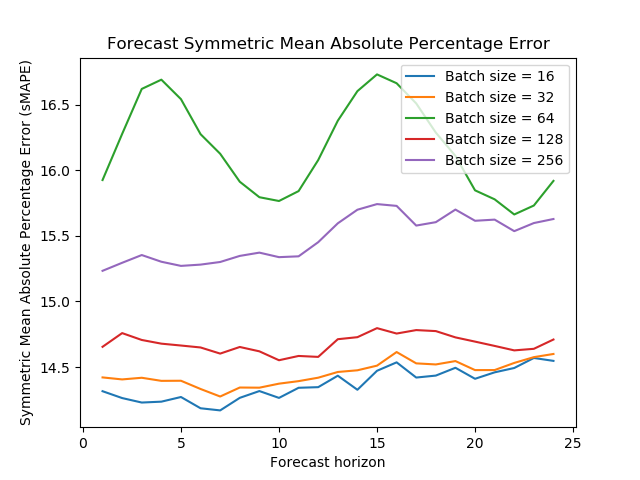 Forecast Symmetric Mean Absolute Percentage Error
Symmetric Mean Absolute Percentage Error (sMAPE)
16.5
16.0
15.5
15.0
14.5
Batch size = 16
Batch size = 32
Batch size = 64
Batch size = 128
Batch size = 256
0 5 10 15 20 25
Forecast horizon